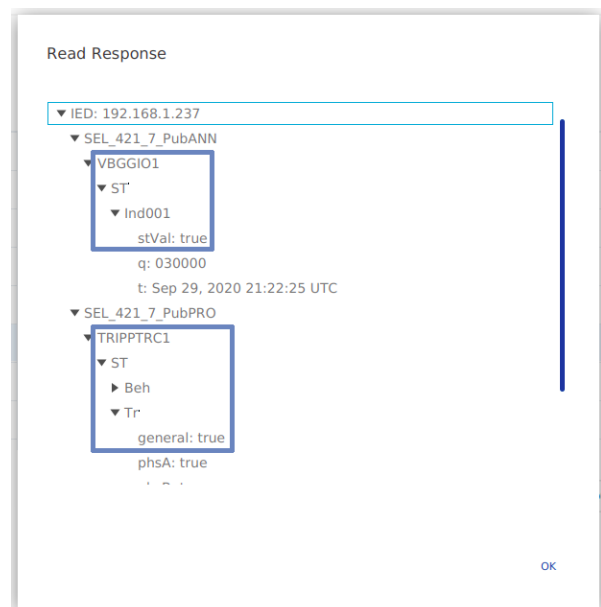 Read Response
IED: 192.168.1.237
SEL_421_7_PubANN
VBGGIO1
ST
Ind001
stVal: true
q: 030000
t: Sep 29, 2020 21:22:25 UTC
SEL_421_7_PubPRO
TRIPPTRC1
ST
Beh
Tr
general: true
phsA: true
OK